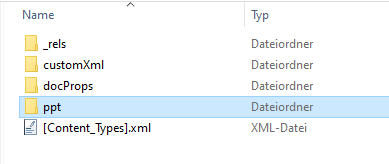 Name Typ
_rels Dateiordner
customXml Dateiordner
docProps Dateiordner
ppt Dateiordner
[Content_Types].xml XML-Datei